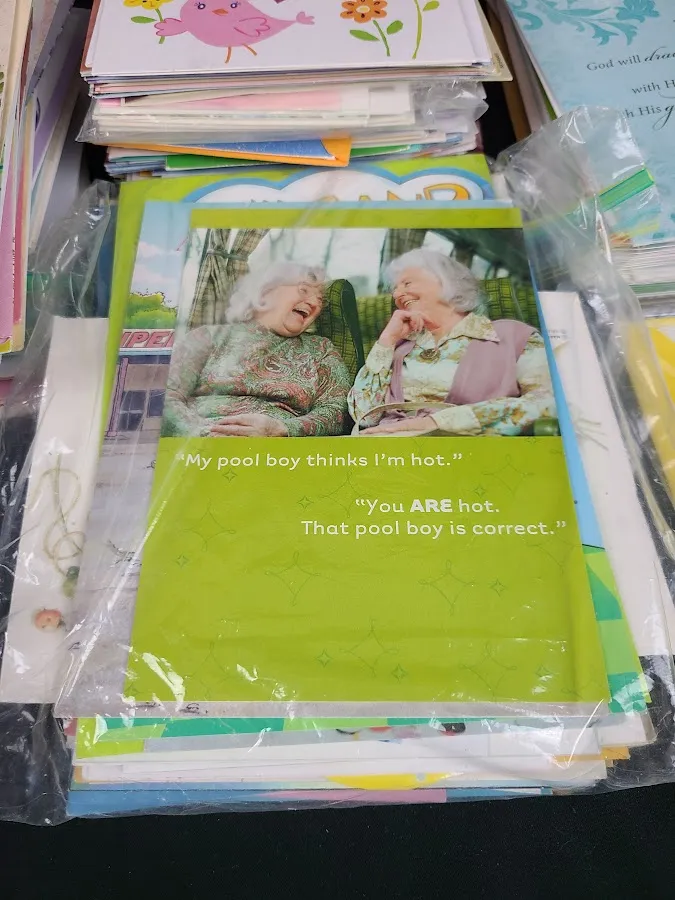 God will
with H
h His
“My pool boy thinks I’m hot.”
“You ARE hot.
That pool boy is correct.”